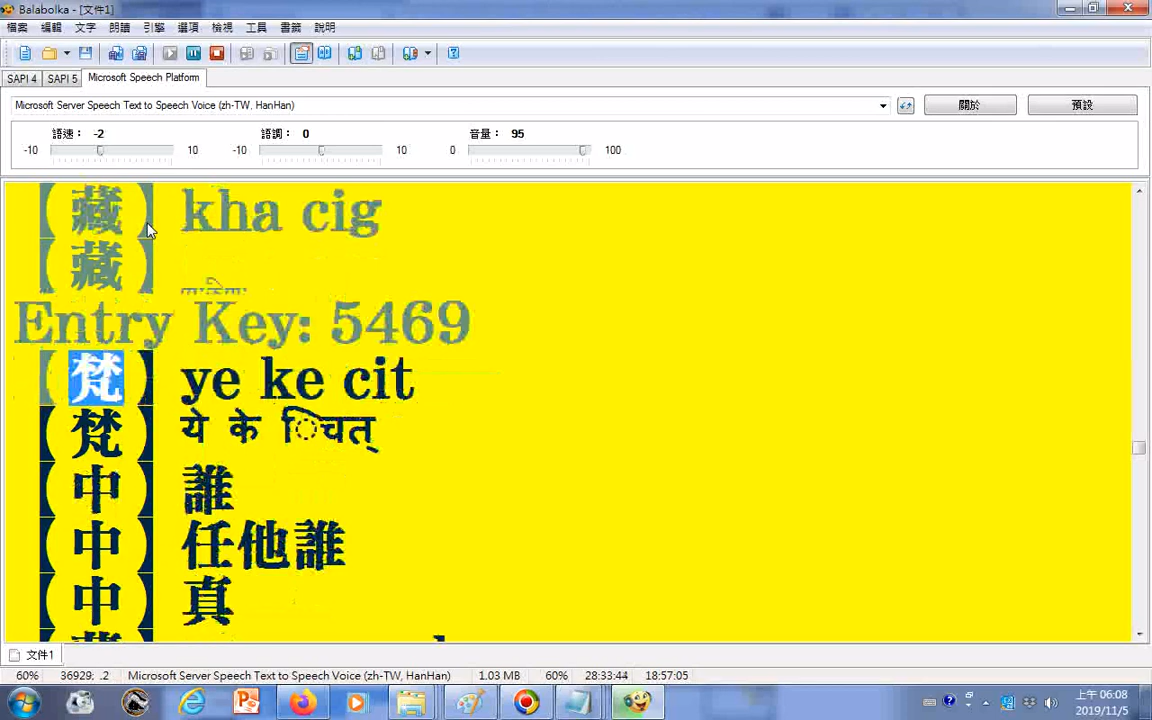 Balabolka - [文件1]
檔案 編輯 文字 朗讀 引擎 選項 檢視 工具 書籤 說明
SAPI 4 SAPI 5 Microsoft Speech Platform
Microsoft Server Speech Text to Speech Voice (zh-TW, HanHan) 關於 預設
語速： -2 語調： 0 音量： 95
-10 10 -10 10 0 100
【藏】 kha cig
【藏】
Entry Key: 5469
【梵】 ye ke cit
【梵】 ये के िचत्
【中】 誰
【中】 任他誰
【中】 真
文件1
60% 36929: .2 Microsoft Server Speech Text to Speech Voice (zh-TW, HanHan) 1.03 MB 60% 28:33:44 18:57:05
上午 06:08
2019/11/5